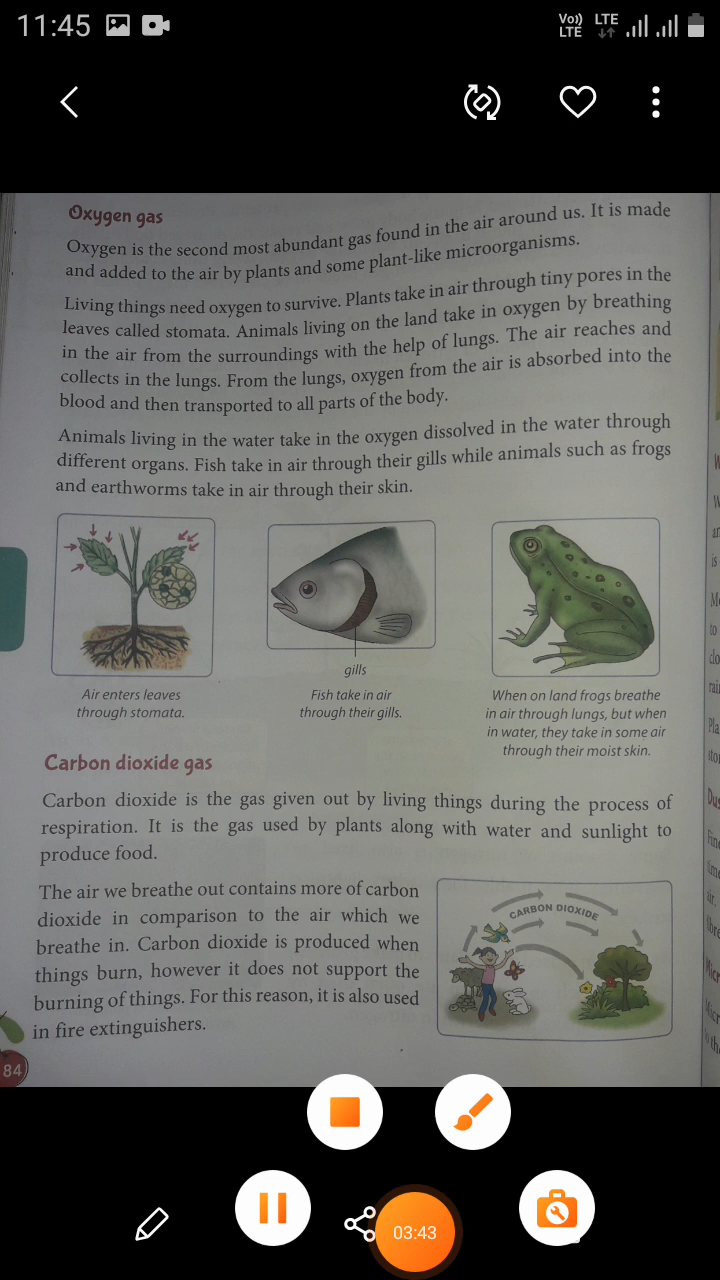 11:45
Vo)) LTE
LTE
Oxygen gas
Oxygen is the second most abundant gas found in the air around us. It is made
and added to the air by plants and some plant-like microorganisms.
Living things need oxygen to survive. Plants take in air through tiny pores in the
leaves called stomata. Animals living on the land take in oxygen by breathing
in the air from the surroundings with the help of lungs. The air reaches and
collects in the lungs. From the lungs, oxygen from the air is absorbed into the
blood and then transported to all parts of the body.
Animals living in the water take in the oxygen dissolved in the water through
different organs. Fish take in air through their gills while animals such as frogs
and earthworms take in air through their skin.
gills
Air enters leaves
through stomata.
Fish take in air
through their gills.
When on land frogs breathe
in air through lungs, but when
in water, they take in some air
through their moist skin.
Carbon dioxide gas
Carbon dioxide is the gas given out by living things during the process of
respiration. It is the gas used by plants along with water and sunlight to
produce food.
The air we breathe out contains more of carbon
dioxide in comparison to the air which we
breathe in. Carbon dioxide is produced when
things burn, however it does not support the
burning of things. For this reason, it is also used
in fire extinguishers.
CARBON DIOXIDE
84
03:43